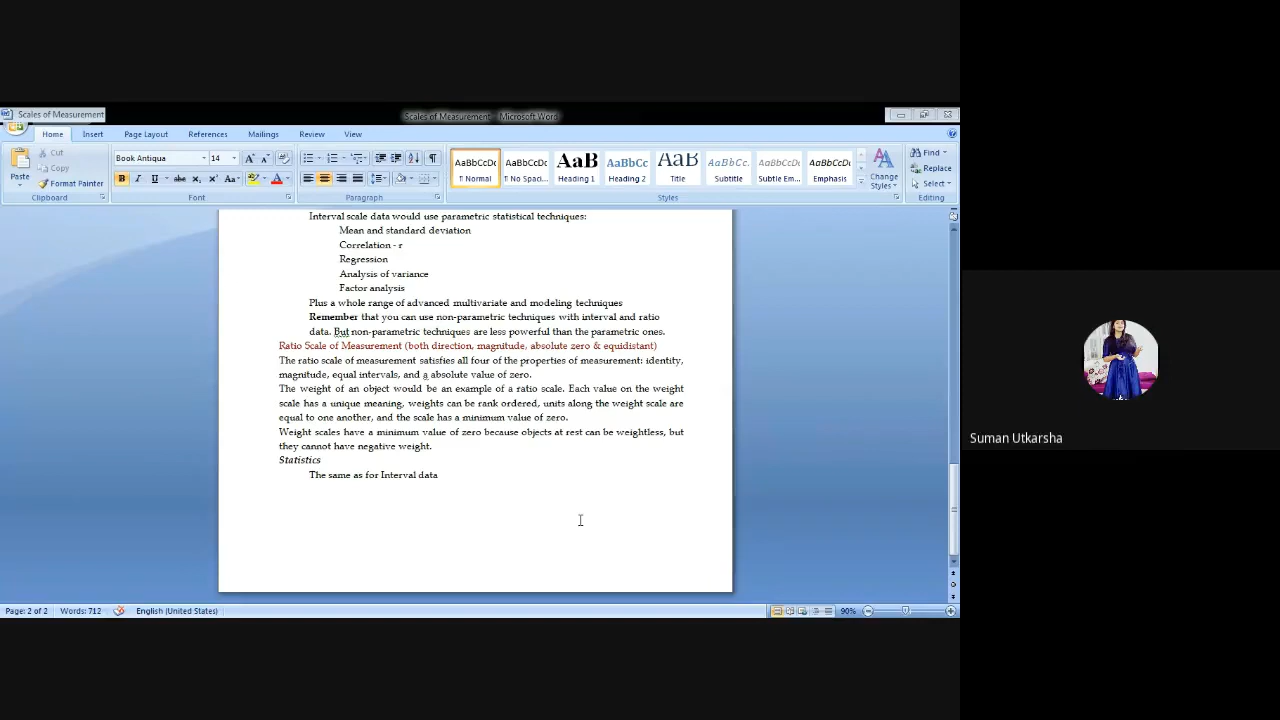 Scales of Measurement
Scales of Measurement - Microsoft Word
Home Insert Page Layout References Mailings Review View
Paste
Cut
Copy
Format Painter
Clipboard
Book Antiqua 14
B I U abc x₂ x² Aa
Font
Paragraph
AaBbCcDc AaBbCcDc AaB AaBbCc AaB AaBbCc. AaBbCcDc AaBbCcDc
¶ Normal ¶ No Spaci... Heading 1 Heading 2 Title Subtitle Subtle Em... Emphasis
Styles
Change Styles
Find
Replace
Select
Editing
Interval scale data would use parametric statistical techniques:
Mean and standard deviation
Correlation - r
Regression
Analysis of variance
Factor analysis
Plus a whole range of advanced multivariate and modeling techniques
Remember that you can use non-parametric techniques with interval and ratio
data. But non-parametric techniques are less powerful than the parametric ones.
Ratio Scale of Measurement (both direction, magnitude, absolute zero & equidistant)
The ratio scale of measurement satisfies all four of the properties of measurement: identity,
magnitude, equal intervals, and a absolute value of zero.
The weight of an object would be an example of a ratio scale. Each value on the weight
scale has a unique meaning, weights can be rank ordered, units along the weight scale are
equal to one another, and the scale has a minimum value of zero.
Weight scales have a minimum value of zero because objects at rest can be weightless, but
they cannot have negative weight.
Statistics
The same as for Interval data
Suman Utkarsha
Page: 2 of 2 Words: 712 English (United States) 90%